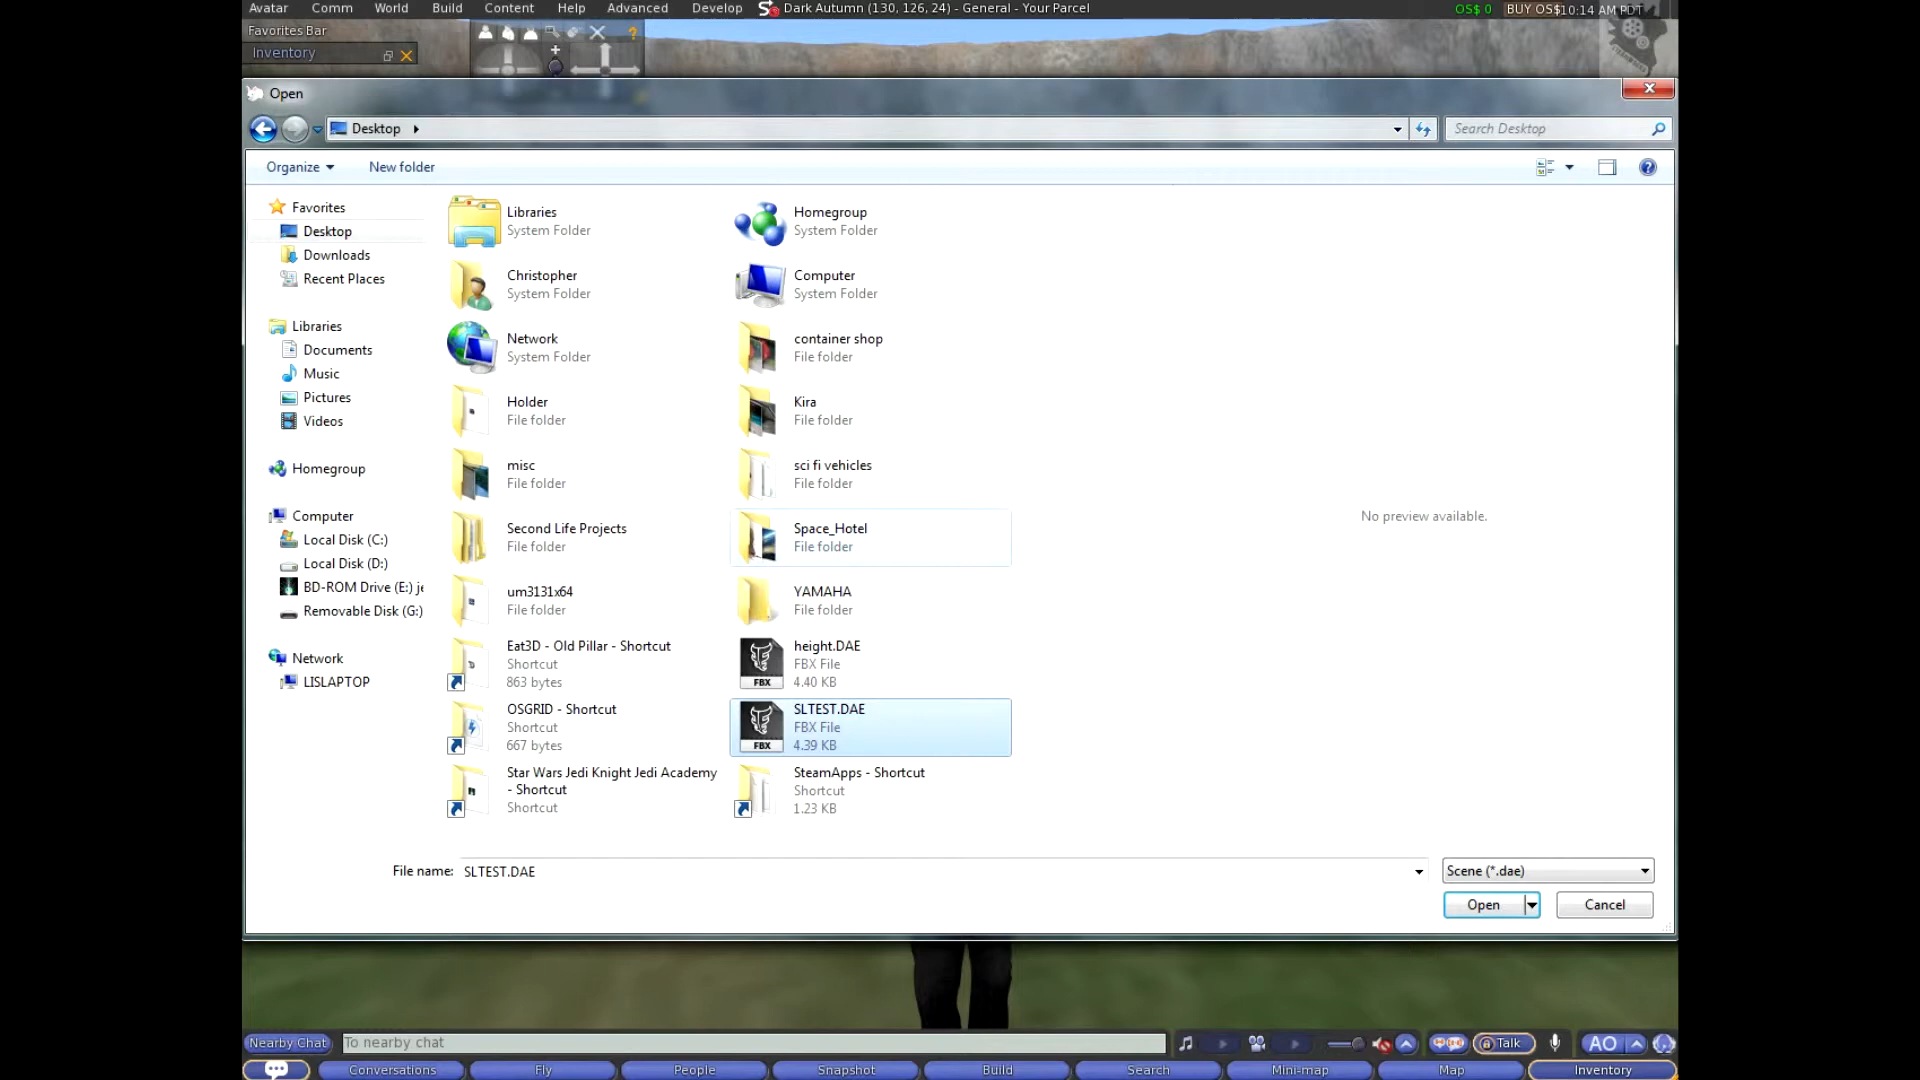 Avatar Comm World Build Content Help Advanced Develop Dark Autumn (130, 126, 24) - General - Your Parcel OS$ 0 BUY OS$ 10:14 AM PDT
Favorites Bar
Inventory
Open
Desktop
Search Desktop
Organize New folder
Favorites
Desktop
Downloads
Recent Places
Libraries
Documents
Music
Pictures
Videos
Homegroup
Computer
Local Disk (C:)
Local Disk (D:)
BD-ROM Drive (E:) je
Removable Disk (G:)
Network
LISLAPTOP
Libraries
System Folder
Homegroup
System Folder
Christopher
System Folder
Computer
System Folder
Network
System Folder
container shop
File folder
Holder
File folder
Kira
File folder
misc
File folder
sci fi vehicles
File folder
Second Life Projects
File folder
Space_Hotel
File folder
um3131x64
File folder
YAMAHA
File folder
Eat3D - Old Pillar - Shortcut
Shortcut
863 bytes
FBX
height.DAE
FBX File
4.40 KB
OSGRID - Shortcut
Shortcut
667 bytes
FBX
SLTEST.DAE
FBX File
4.39 KB
Star Wars Jedi Knight Jedi Academy
- Shortcut
Shortcut
SteamApps - Shortcut
Shortcut
1.23 KB
No preview available.
File name: SLTEST.DAE
Scene (*.dae)
Open Cancel
Nearby Chat To nearby chat Talk AO
Conversations Fly People Snapshot Build Search Mini-map Map Inventory